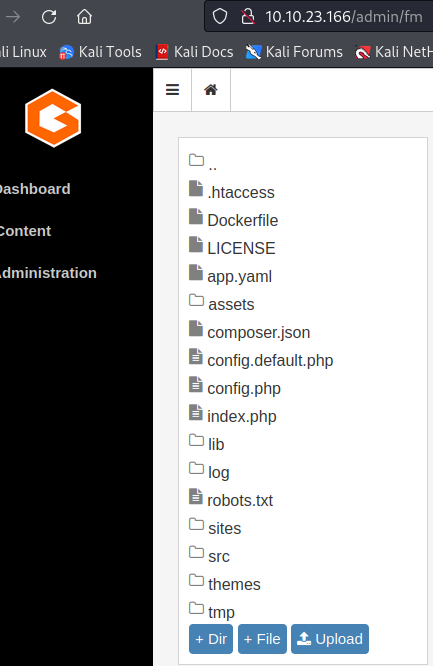 10.10.23.166/admin/fm
ali Linux Kali Tools Kali Docs Kali Forums Kali NetH
Dashboard
Content
Administration
..
.htaccess
Dockerfile
LICENSE
app.yaml
assets
composer.json
config.default.php
config.php
index.php
lib
log
robots.txt
sites
src
themes
tmp
+ Dir + File Upload